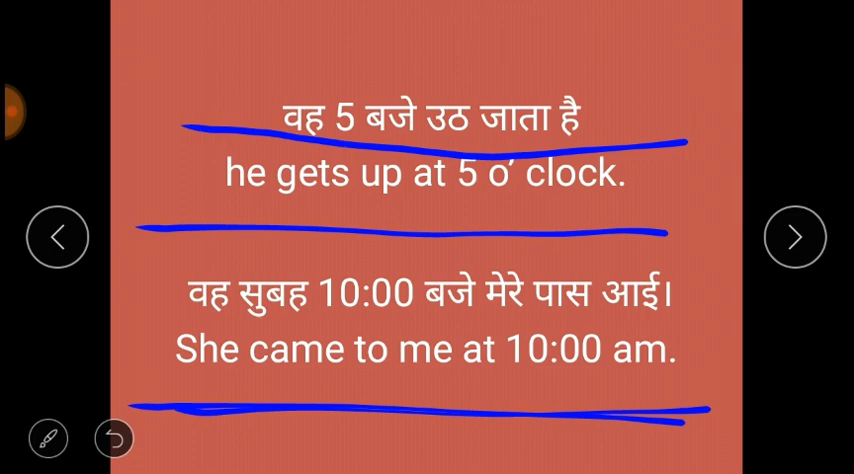 वह 5 बजे उठ जाता है
he gets up at 5 o’ clock.
वह सुबह 10:00 बजे मेरे पास आई।
She came to me at 10:00 am.